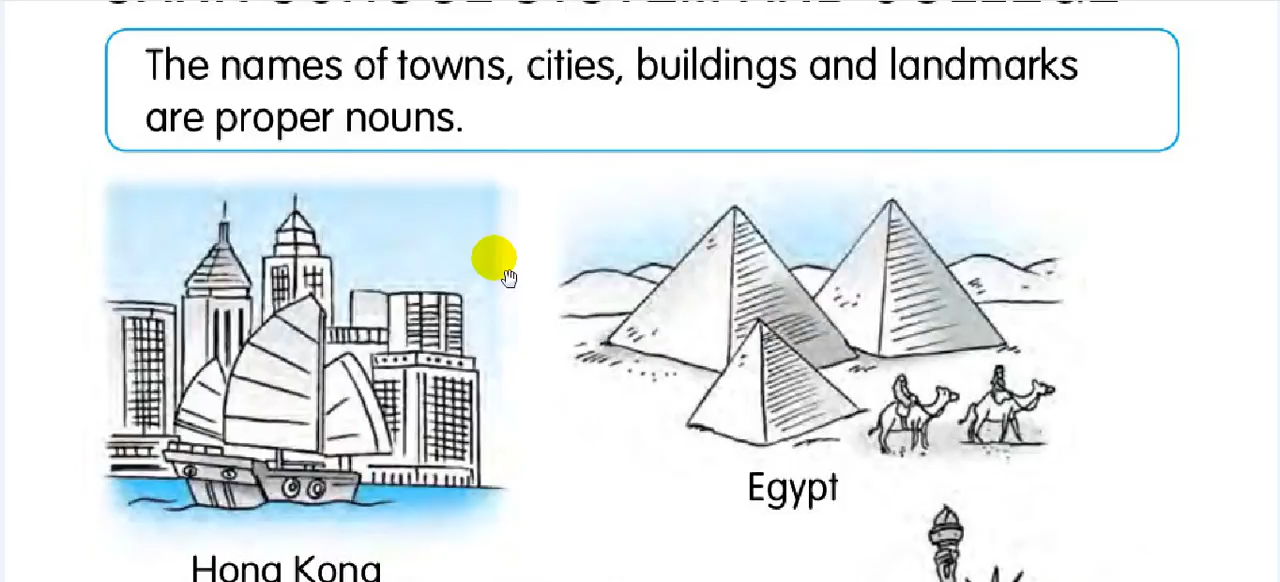 The names of towns, cities, buildings and landmarks
are proper nouns.
Egypt
Hong Kong